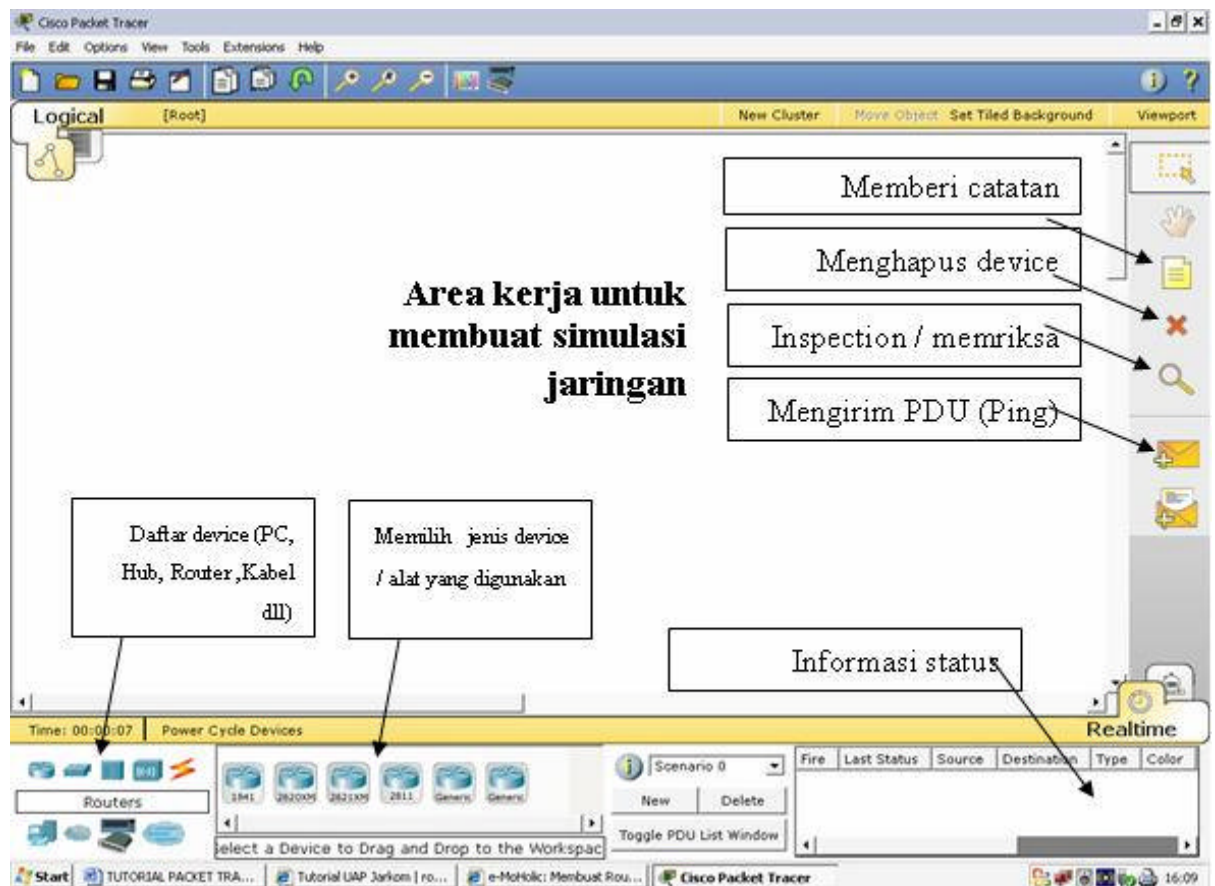 Cisco Packet Tracer
File Edit Options View Tools Extensions Help
Logical [Root] New Cluster Move Object Set Tiled Background Viewport
Memberi catatan
Menghapus device
Area kerja untuk
membuat simulasi
jaringan
Inspection / memriksa
Mengirim PDU (Ping)
Daftar device (PC,
Hub, Router ,Kabel
dll)
Memilih jenis device
/ alat yang digunakan
Informasi status
Time: 00:00:07 Power Cycle Devices Realtime
Routers
1841 2620XM 2621XM 2811 Generic Generic
Select a Device to Drag and Drop to the Workspac
Scenario 0
New Delete
Toggle PDU List Window
Fire Last Status Source Destination Type Color
Start TUTORIAL PACKET TRA... Tutorial UAP Jarkom | ro... e-MoHolic: Membuat Rou... Cisco Packet Tracer 16:09